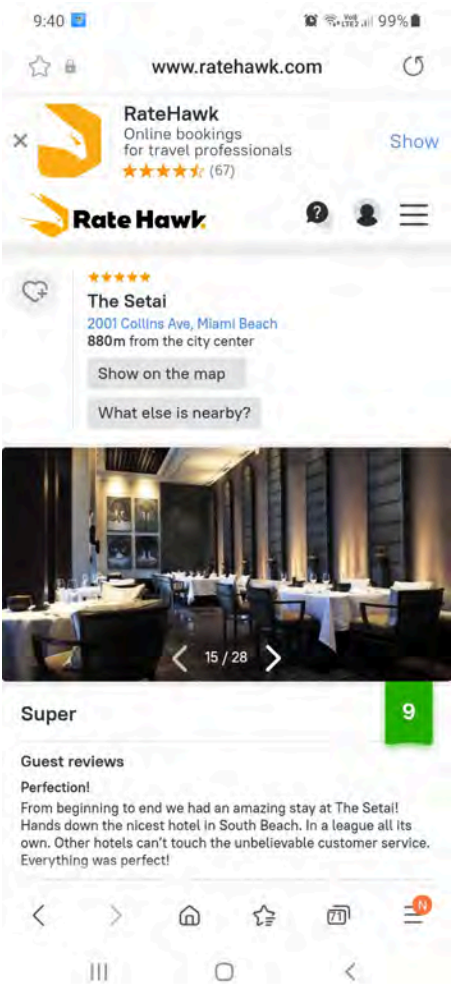 9:40
99%
www.ratehawk.com
RateHawk
Online bookings
for travel professionals
(67)
Show
Rate Hawk
The Setai
2001 Collins Ave, Miami Beach
880m from the city center
Show on the map
What else is nearby?
15 / 28
Super
9
Guest reviews
Perfection!
From beginning to end we had an amazing stay at The Setai!
Hands down the nicest hotel in South Beach. In a league all its
own. Other hotels can't touch the unbelievable customer service.
Everything was perfect!
71
N